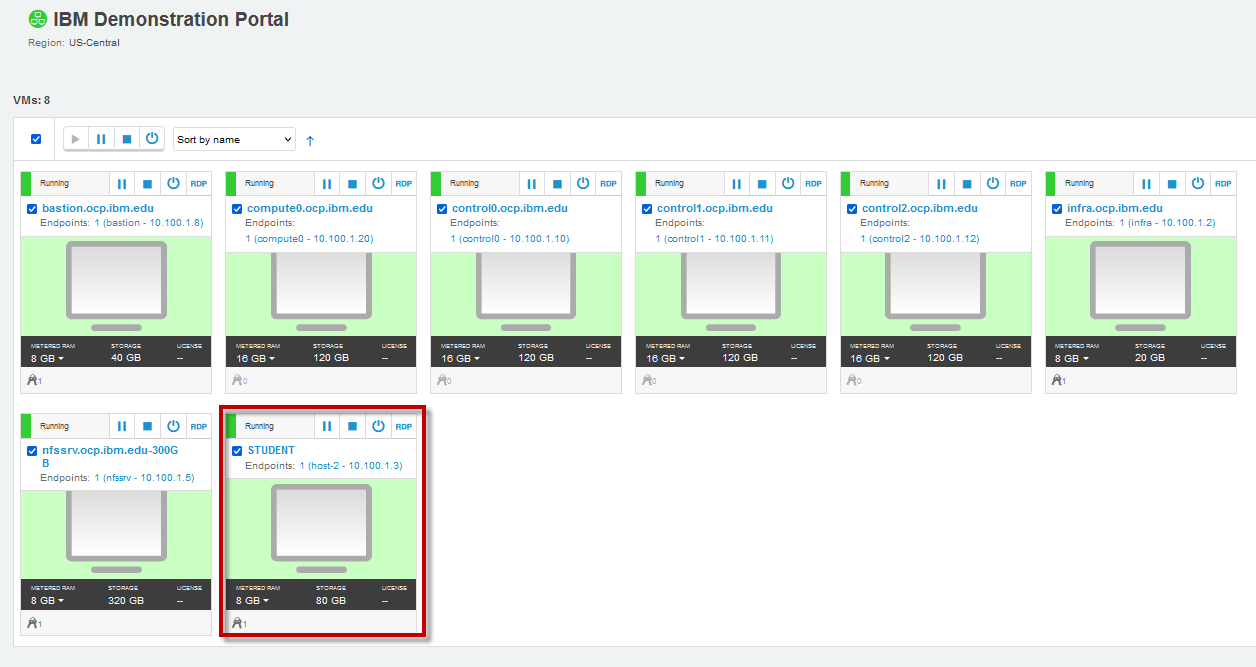 IBM Demonstration Portal
Region: US-Central
VMs: 8
Sort by name
Running RDP
bastion.ocp.ibm.edu
Endpoints: 1 (bastion - 10.100.1.8)
METERED RAM STORAGE LICENSE
8 GB 40 GB --
1
Running RDP
compute0.ocp.ibm.edu
Endpoints:
1 (compute0 - 10.100.1.20)
METERED RAM STORAGE LICENSE
16 GB 120 GB --
0
Running RDP
control0.ocp.ibm.edu
Endpoints:
1 (control0 - 10.100.1.10)
METERED RAM STORAGE LICENSE
16 GB 120 GB --
0
Running RDP
control1.ocp.ibm.edu
Endpoints:
1 (control1 - 10.100.1.11)
METERED RAM STORAGE LICENSE
16 GB 120 GB --
0
Running RDP
control2.ocp.ibm.edu
Endpoints:
1 (control2 - 10.100.1.12)
METERED RAM STORAGE LICENSE
16 GB 120 GB --
0
Running RDP
infra.ocp.ibm.edu
Endpoints: 1 (infra - 10.100.1.2)
METERED RAM STORAGE LICENSE
8 GB 20 GB --
1
Running RDP
nfssrv.ocp.ibm.edu-300G
B
Endpoints: 1 (nfssrv - 10.100.1.5)
METERED RAM STORAGE LICENSE
8 GB 320 GB --
1
Running RDP
STUDENT
Endpoints: 1 (host-2 - 10.100.1.3)
METERED RAM STORAGE LICENSE
8 GB 80 GB --
1